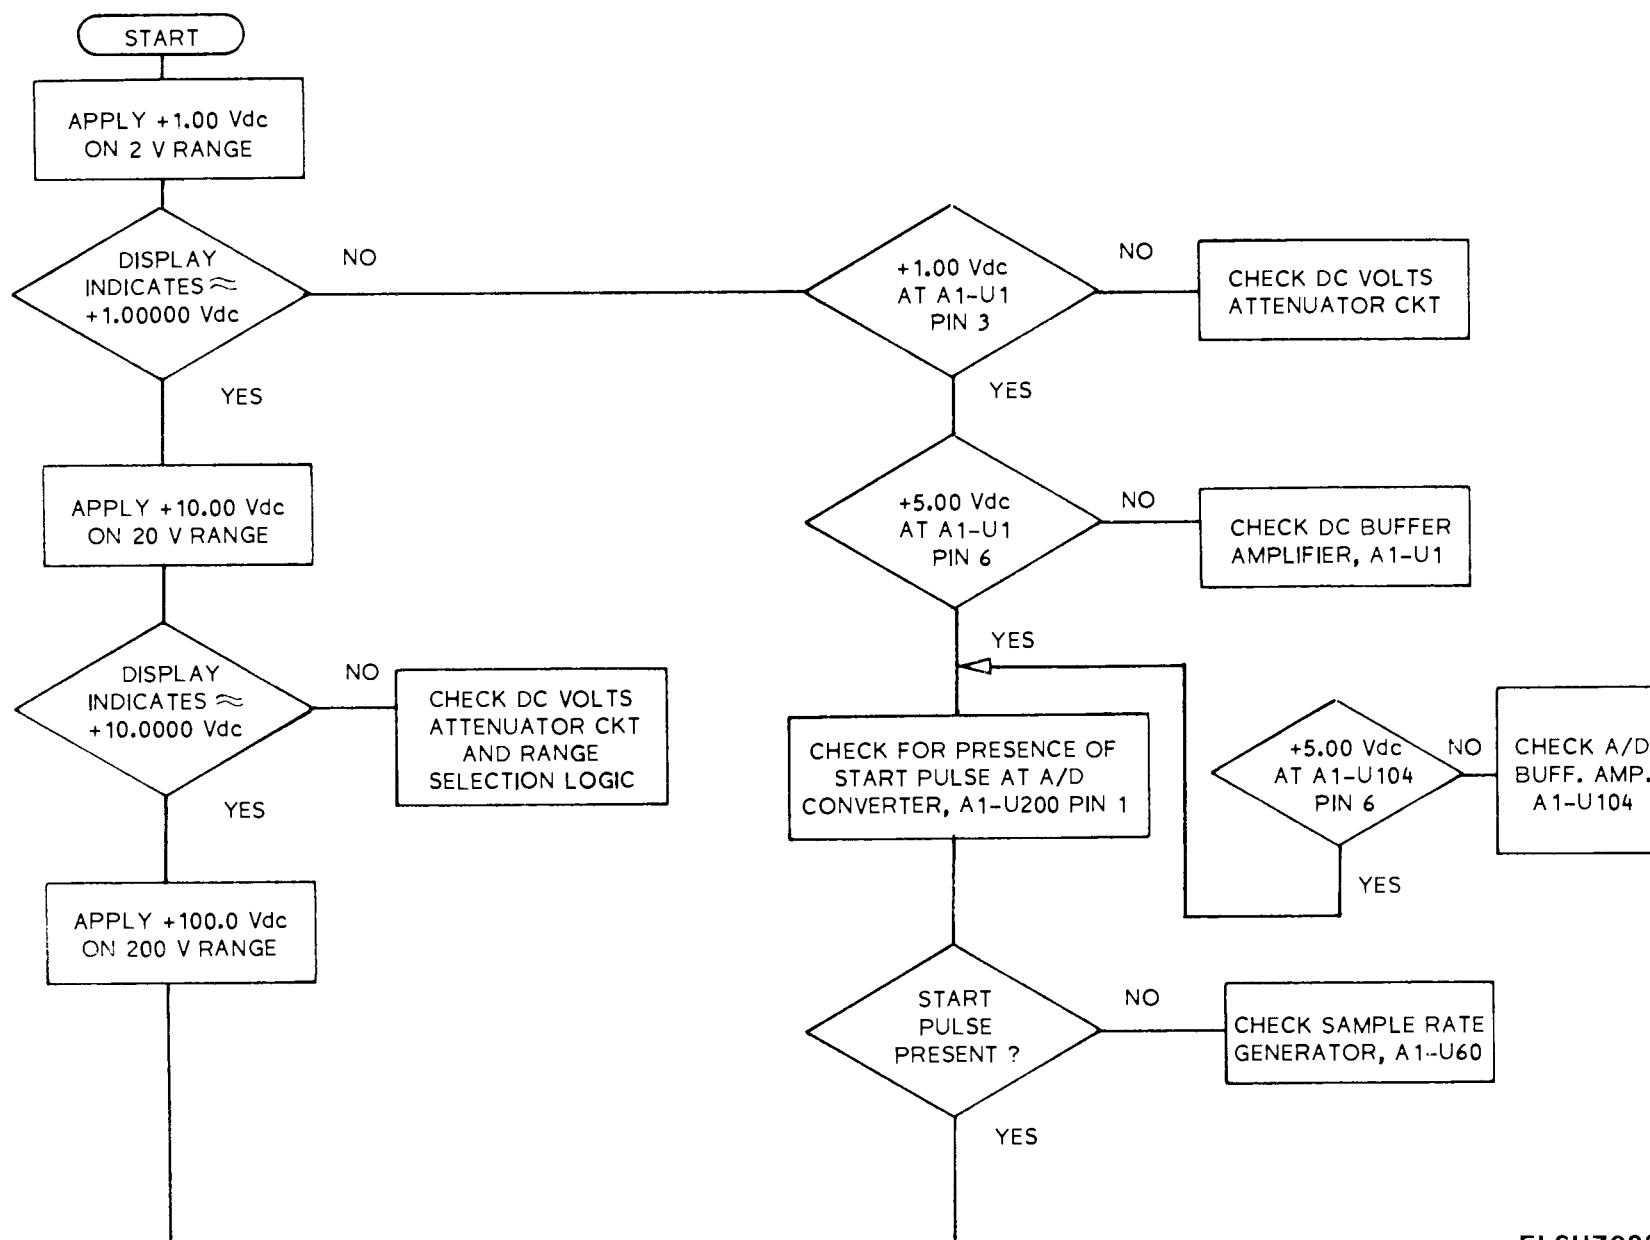 START
APPLY +1.00 Vdc
ON 2 V RANGE
DISPLAY
INDICATES ≈
+1.00000 Vdc
NO
YES
+1.00 Vdc
AT A1-U1
PIN 3
NO
CHECK DC VOLTS
ATTENUATOR CKT
YES
APPLY +10.00 Vdc
ON 20 V RANGE
+5.00 Vdc
AT A1-U1
PIN 6
NO
CHECK DC BUFFER
AMPLIFIER, A1-U1
YES
DISPLAY
INDICATES ≈
+10.0000 Vdc
NO
CHECK DC VOLTS
ATTENUATOR CKT
AND RANGE
SELECTION LOGIC
YES
CHECK FOR PRESENCE OF
START PULSE AT A/D
CONVERTER, A1-U200 PIN 1
+5.00 Vdc
AT A1-U104
PIN 6
NO
CHECK A/D
BUFF. AMP.
A1-U104
YES
APPLY +100.0 Vdc
ON 200 V RANGE
START
PULSE
PRESENT ?
NO
CHECK SAMPLE RATE
GENERATOR, A1-U60
YES